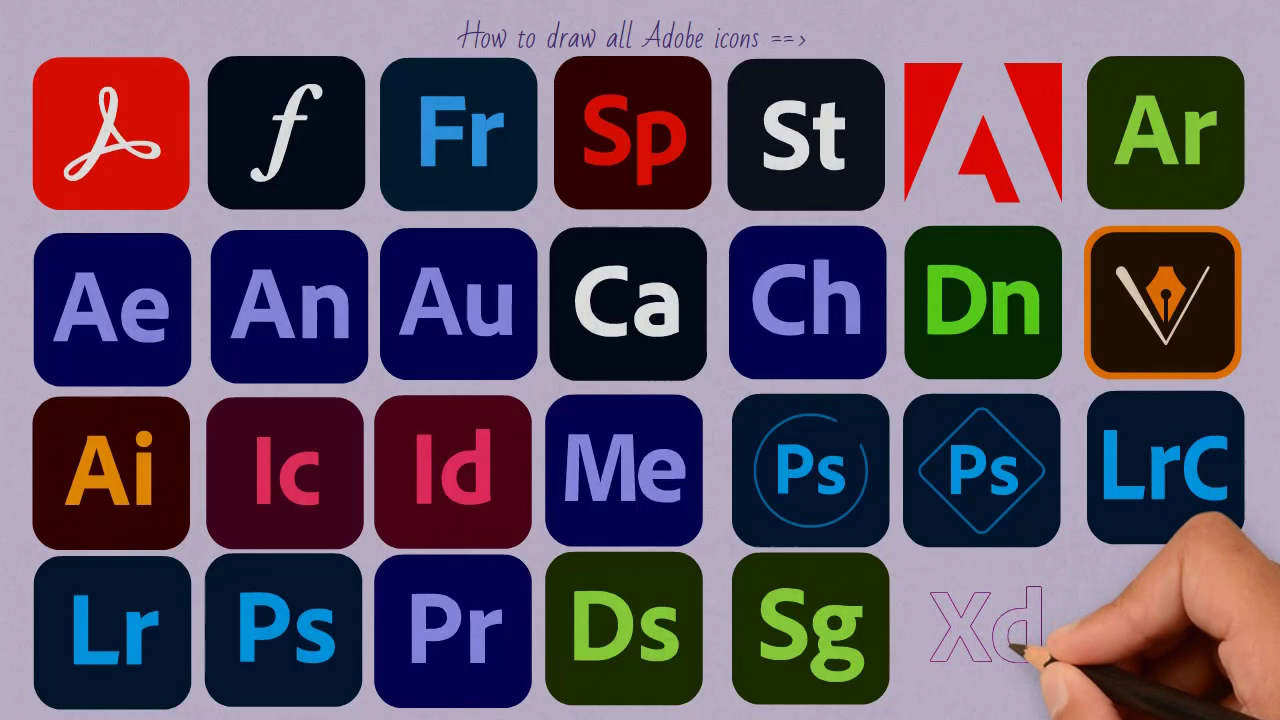 How to draw all Adobe icons ==>
f Fr Sp St Ar
Ae An Au Ca Ch Dn
Ai Ic Id Me Ps Ps LrC
Lr Ps Pr Ds Sg Xd